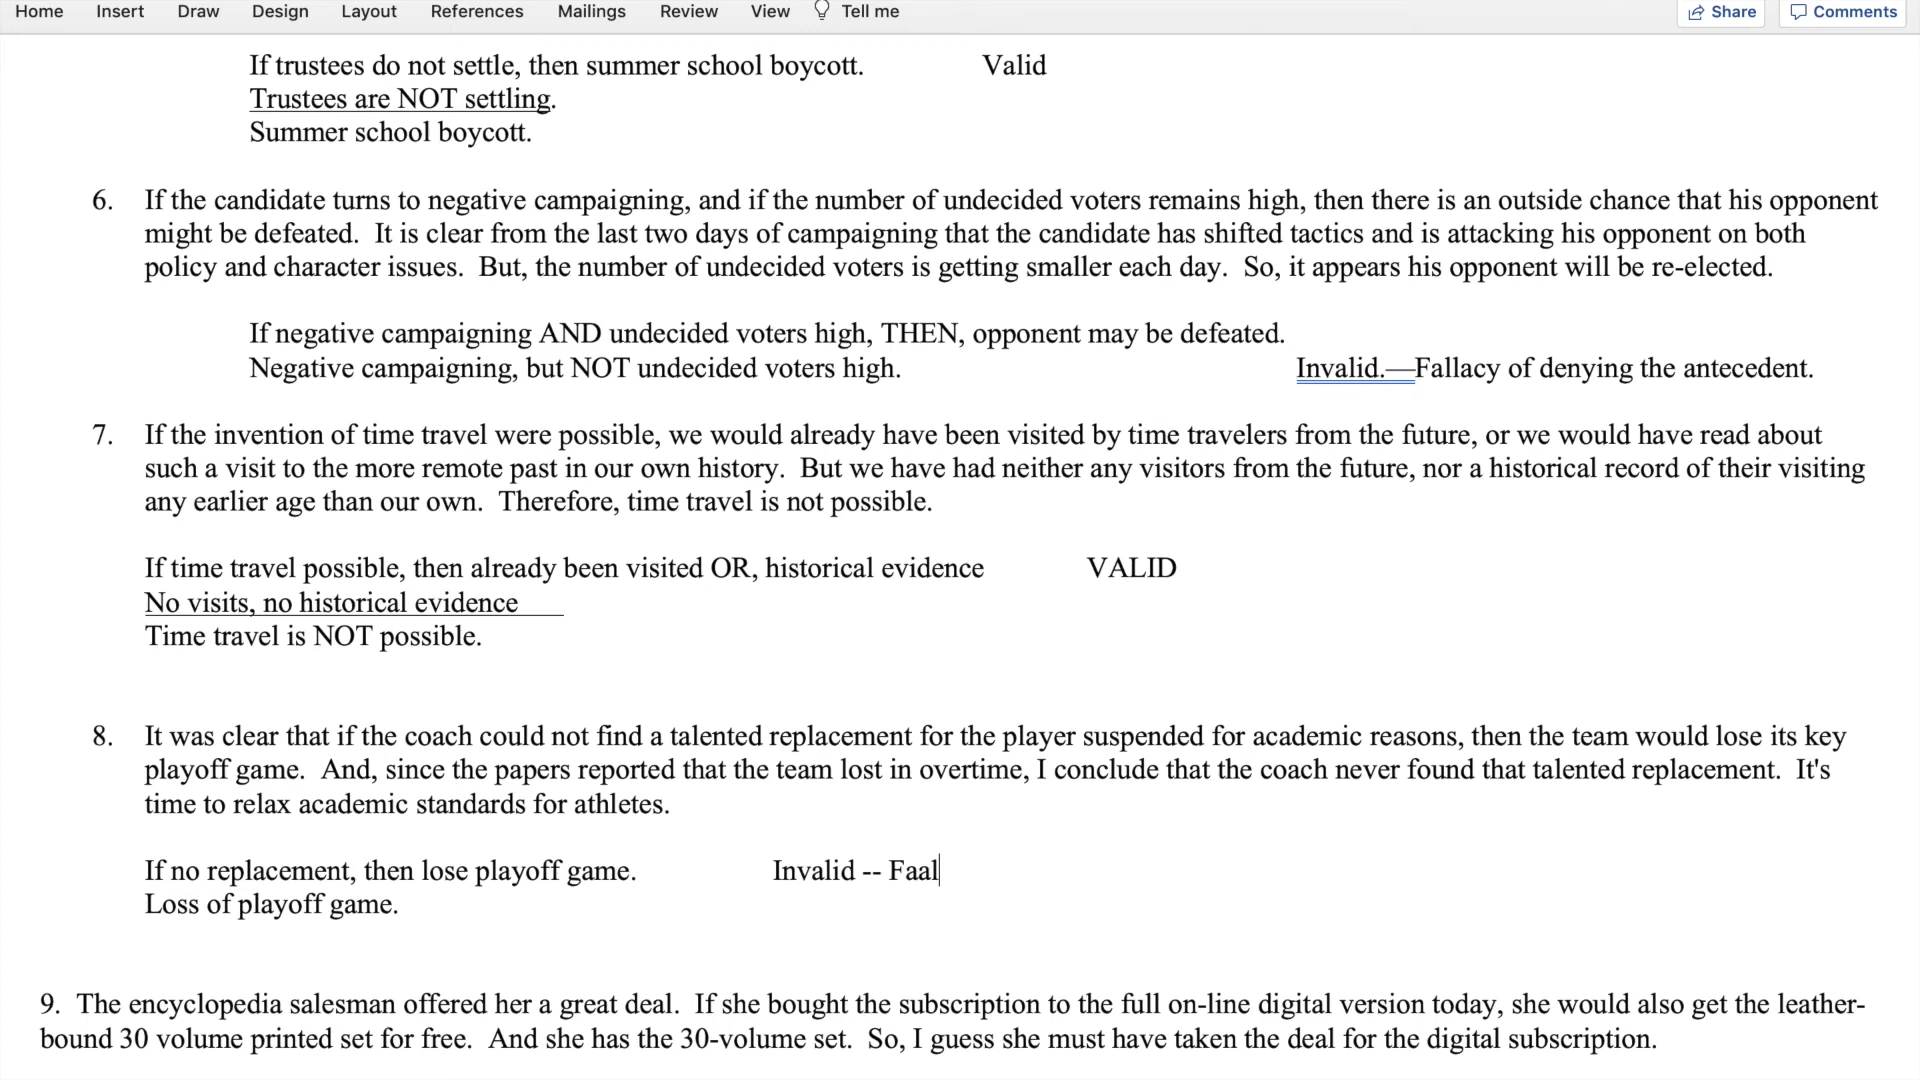 Home Insert Draw Design Layout References Mailings Review View Tell me Share Comments
If trustees do not settle, then summer school boycott. Valid
Trustees are NOT settling.
Summer school boycott.
6. If the candidate turns to negative campaigning, and if the number of undecided voters remains high, then there is an outside chance that his opponent
might be defeated. It is clear from the last two days of campaigning that the candidate has shifted tactics and is attacking his opponent on both
policy and character issues. But, the number of undecided voters is getting smaller each day. So, it appears his opponent will be re-elected.
If negative campaigning AND undecided voters high, THEN, opponent may be defeated.
Negative campaigning, but NOT undecided voters high. Invalid.—Fallacy of denying the antecedent.
7. If the invention of time travel were possible, we would already have been visited by time travelers from the future, or we would have read about
such a visit to the more remote past in our own history. But we have had neither any visitors from the future, nor a historical record of their visiting
any earlier age than our own. Therefore, time travel is not possible.
If time travel possible, then already been visited OR, historical evidence VALID
No visits, no historical evidence
Time travel is NOT possible.
8. It was clear that if the coach could not find a talented replacement for the player suspended for academic reasons, then the team would lose its key
playoff game. And, since the papers reported that the team lost in overtime, I conclude that the coach never found that talented replacement. It's
time to relax academic standards for athletes.
If no replacement, then lose playoff game. Invalid -- Faal
Loss of playoff game.
9. The encyclopedia salesman offered her a great deal. If she bought the subscription to the full on-line digital version today, she would also get the leather-
bound 30 volume printed set for free. And she has the 30-volume set. So, I guess she must have taken the deal for the digital subscription.